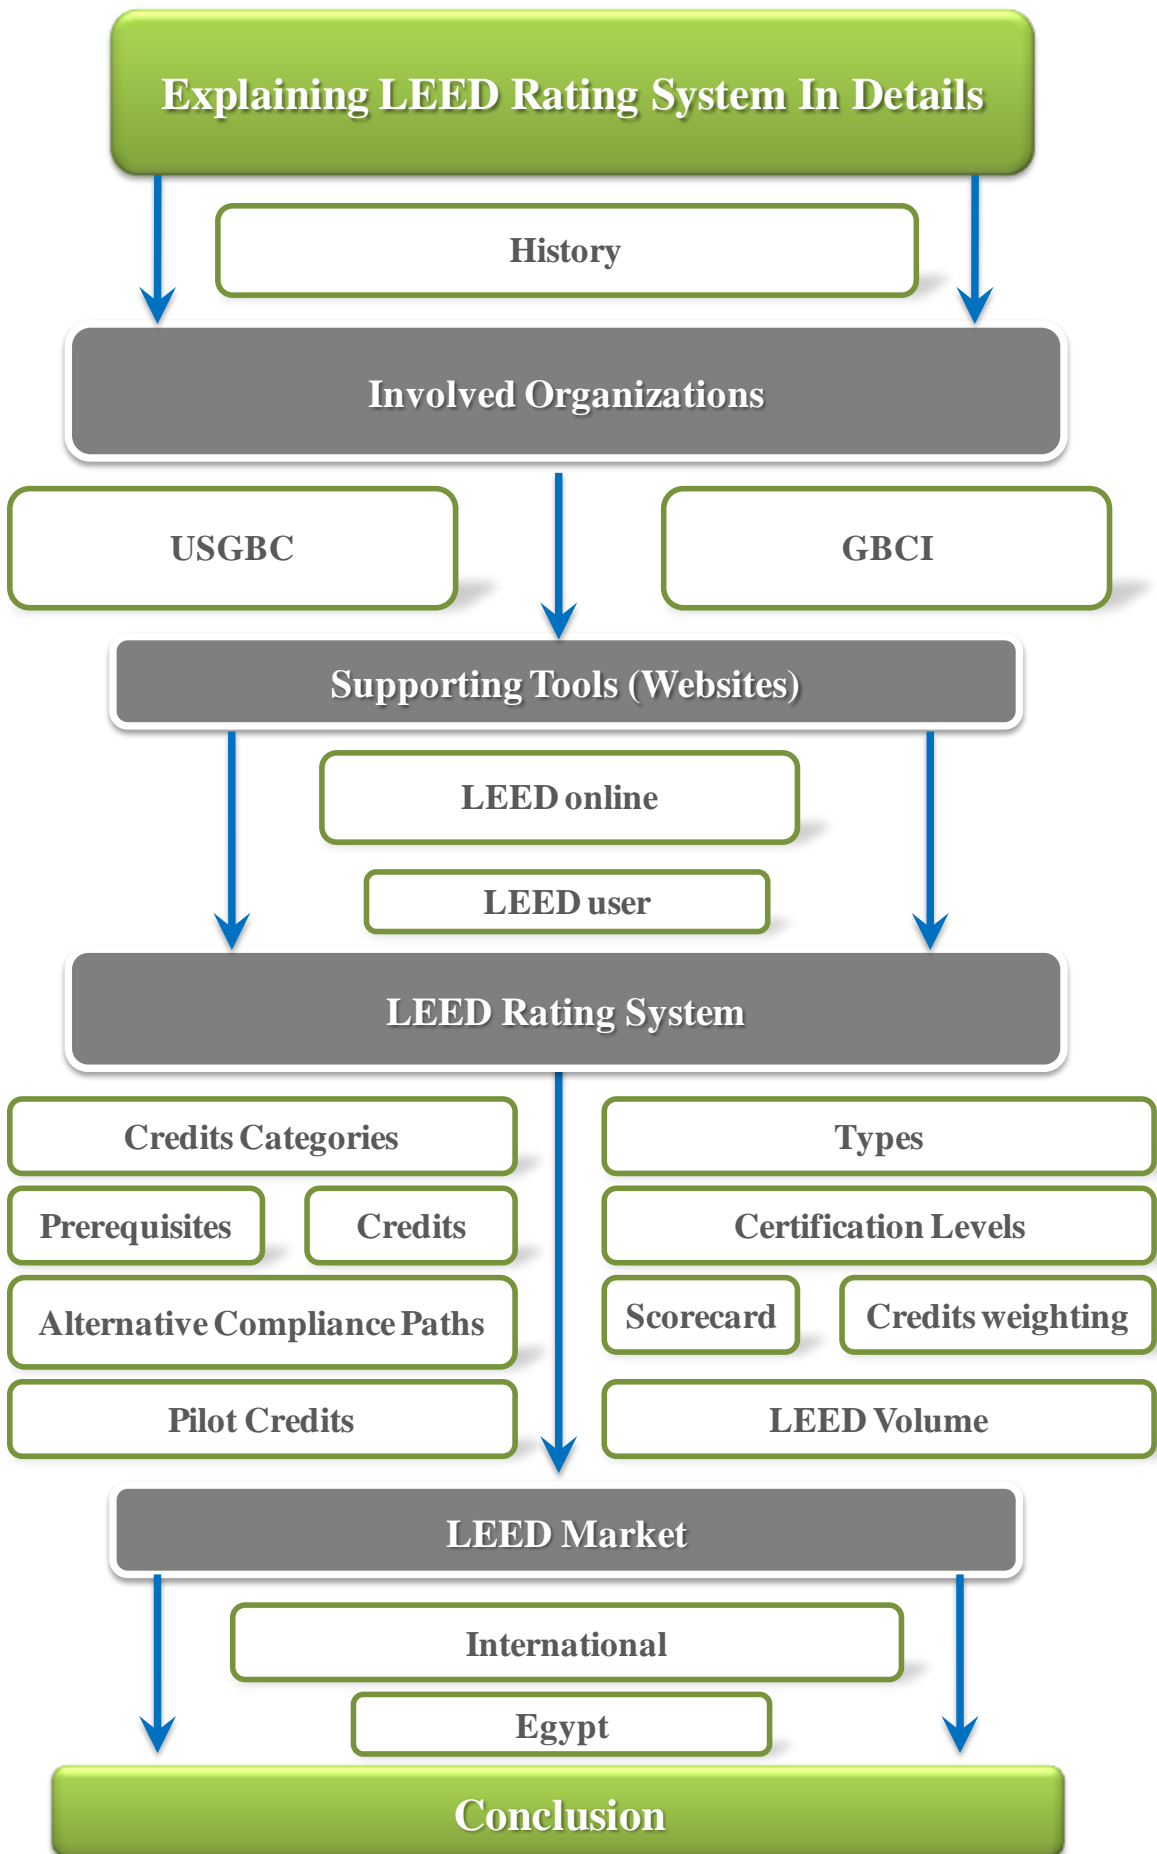 Explaining LEED Rating System In Details
History
Involved Organizations
USGBC
GBCI
Supporting Tools (Websites)
LEED online
LEED user
LEED Rating System
Credits Categories
Types
Prerequisites
Credits
Certification Levels
Alternative Compliance Paths
Scorecard
Credits weighting
Pilot Credits
LEED Volume
LEED Market
International
Egypt
Conclusion